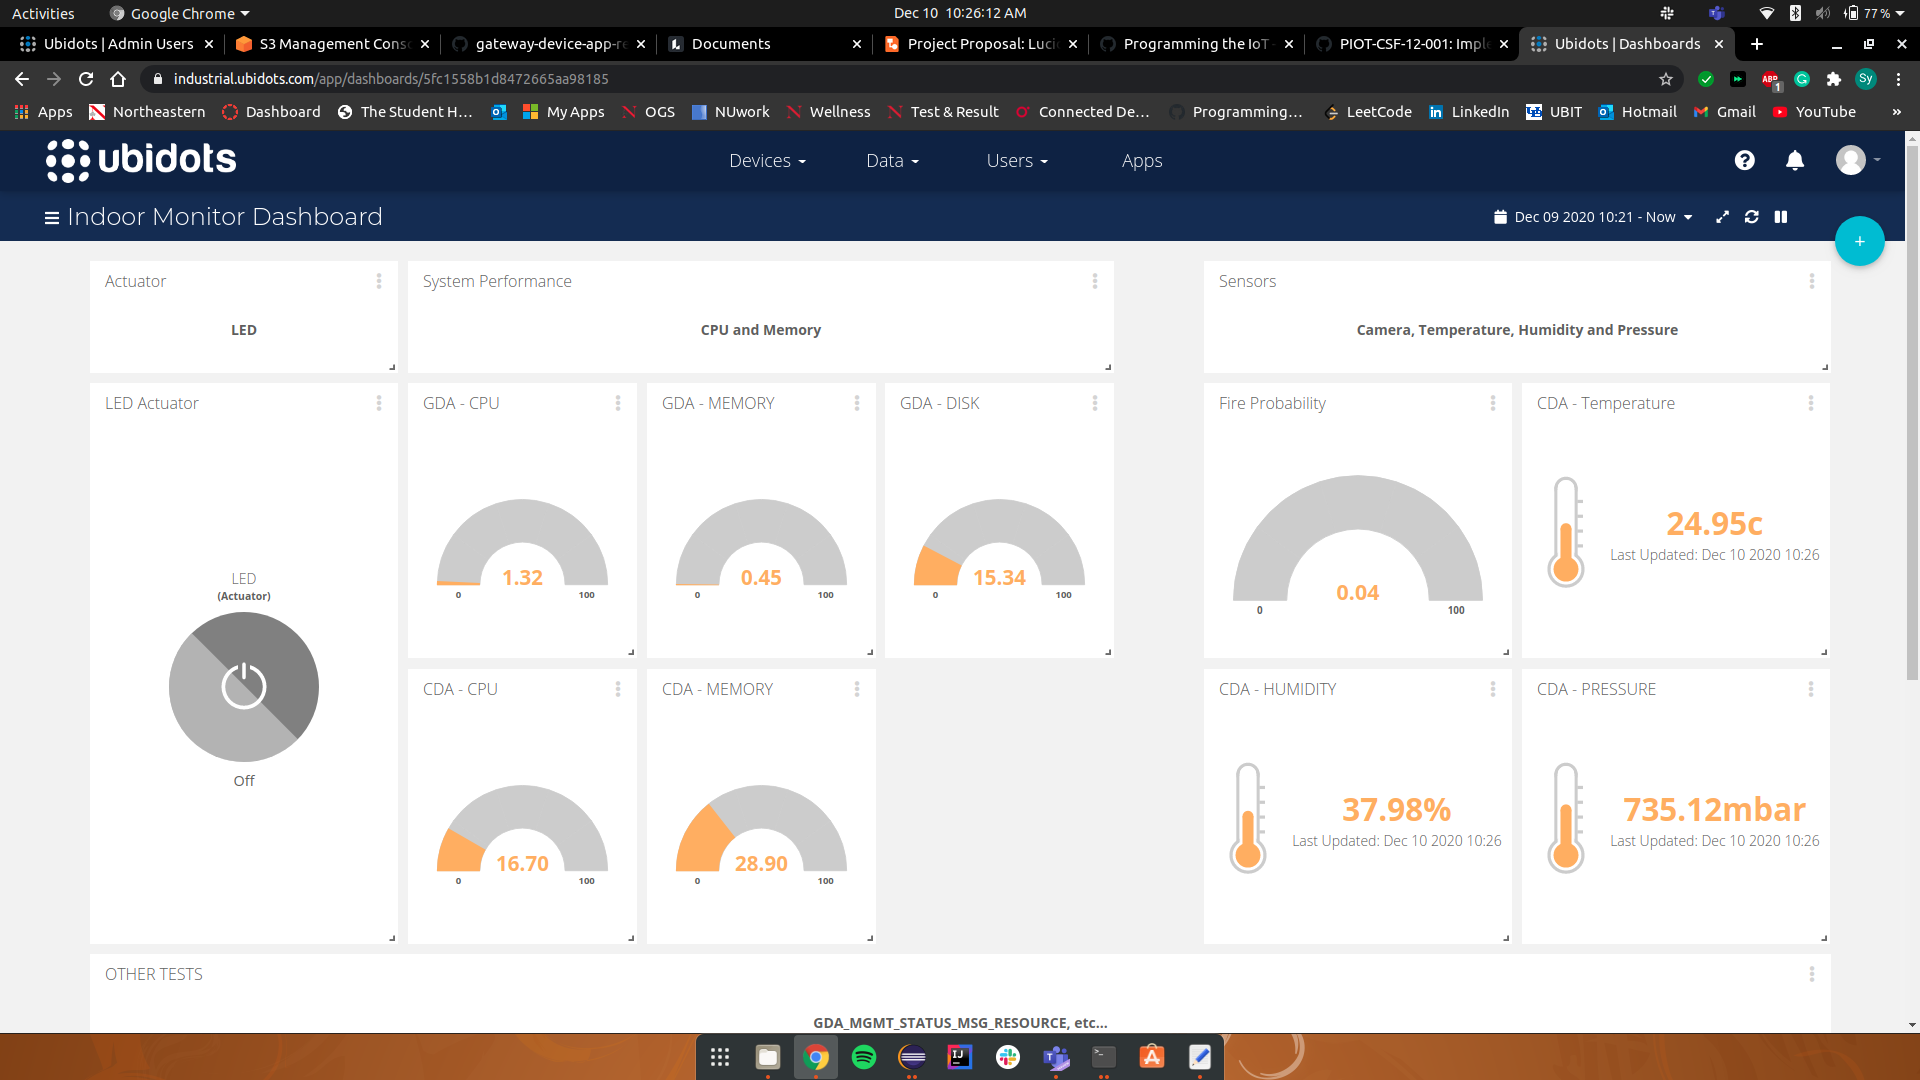 Activities Google Chrome Dec 10 10:26:12 AM 77 %
Ubidots | Admin Users S3 Management Conso gateway-device-app-re Documents Project Proposal: Lucid Programming the IoT - PIOT-CSF-12-001: Imple Ubidots | Dashboards
industrial.ubidots.com/app/dashboards/5fc1558b1d8472665aa98185 ABP 1 Sy
Apps Northeastern Dashboard The Student H... My Apps OGS NUwork Wellness Test & Result Connected De... Programming... LeetCode LinkedIn UBIT Hotmail Gmail YouTube »
ubidots Devices Data Users Apps
Indoor Monitor Dashboard Dec 09 2020 10:21 - Now
+
Actuator System Performance Sensors
LED CPU and Memory Camera, Temperature, Humidity and Pressure
LED Actuator GDA - CPU GDA - MEMORY GDA - DISK Fire Probability CDA - Temperature
24.95c
Last Updated: Dec 10 2020 10:26
LED 1.32 0.45 15.34 0.04
(Actuator) 0 100 0 100 0 100 0 100
CDA - CPU CDA - MEMORY CDA - HUMIDITY CDA - PRESSURE
Off
37.98% 735.12mbar
Last Updated: Dec 10 2020 10:26 Last Updated: Dec 10 2020 10:26
16.70 28.90
0 100 0 100
OTHER TESTS
GDA_MGMT_STATUS_MSG_RESOURCE, etc...